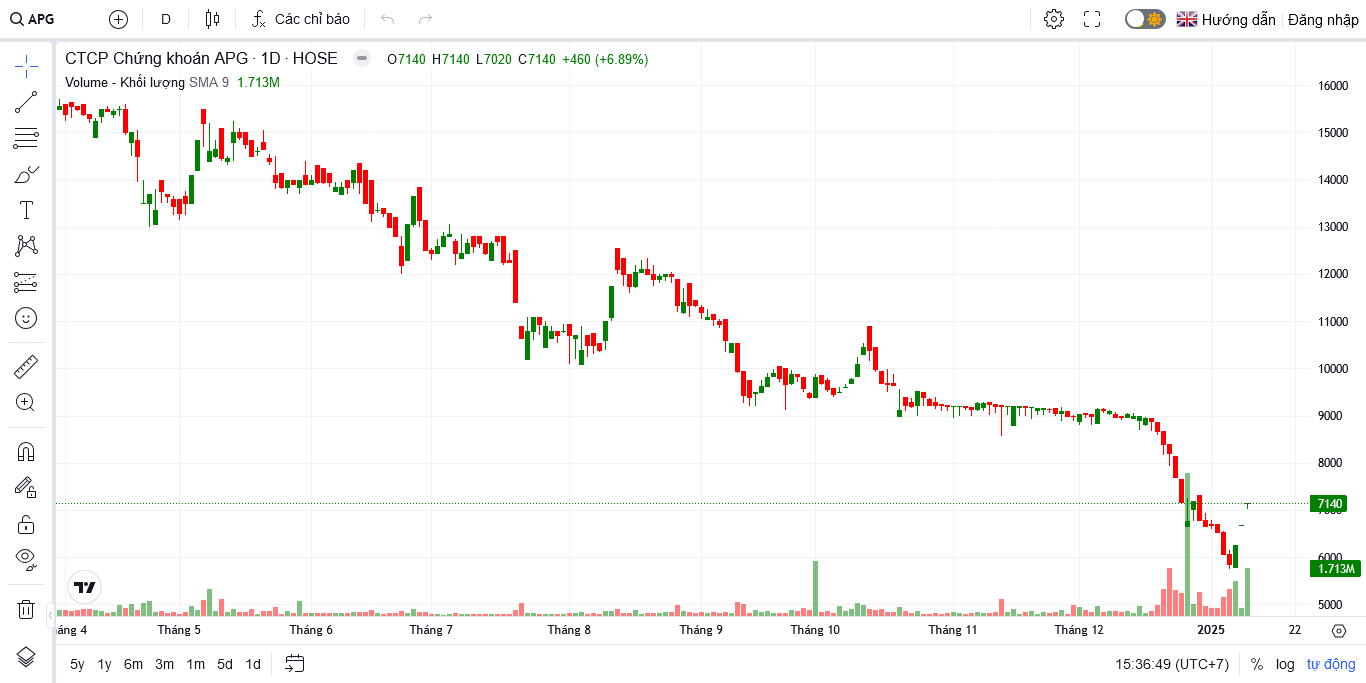 APG D Các chỉ báo Hướng dẫn Đăng nhập
CTCP Chứng khoán APG · 1D · HOSE O7140 H7140 L7020 C7140 +460 (+6.89%)
Volume - Khối lượng SMA 9 1.713M
16000
15000
14000
13000
12000
11000
10000
9000
8000
7140
7000
6000
1.713M
5000
áng 4 Tháng 5 Tháng 6 Tháng 7 Tháng 8 Tháng 9 Tháng 10 Tháng 11 Tháng 12 2025 22
5y 1y 6m 3m 1m 5d 1d 15:36:49 (UTC+7) % log tự động